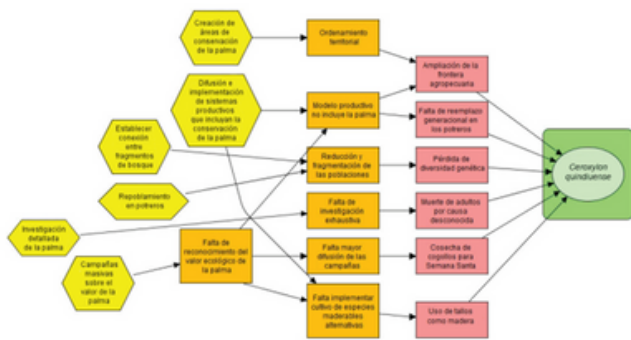 Creación de
áreas de
conservación
de la palma
Difusión e
implementación
de sistemas
productivos
que incluyan la
conservación
de la palma
Establecer
conexión
entre
fragmentos
de bosque
Repoblamiento
en potreros
Investigación
detallada
de la palma
Campañas
masivas
sobre el
valor de la
palma
Falta de
reconocimiento del
valor ecológico de
la palma
Ordenamiento
territorial
Modelo productivo
no incluye la palma
Reducción y
fragmentación de
las poblaciones
Falta de
investigación
exhaustiva
Falta mayor
difusión de las
campañas
Falta implementar
cultivo de especies
maderables
alternativas
Ampliación de la
frontera
agropecuaria
Falta de reemplazo
generacional en
los potreros
Pérdida de
diversidad genética
Muerte de adultos
por causa
desconocida
Cosecha de
cogollos para
Semana Santa
Uso de tallos
como madera
Ceroxylon
quindiuense